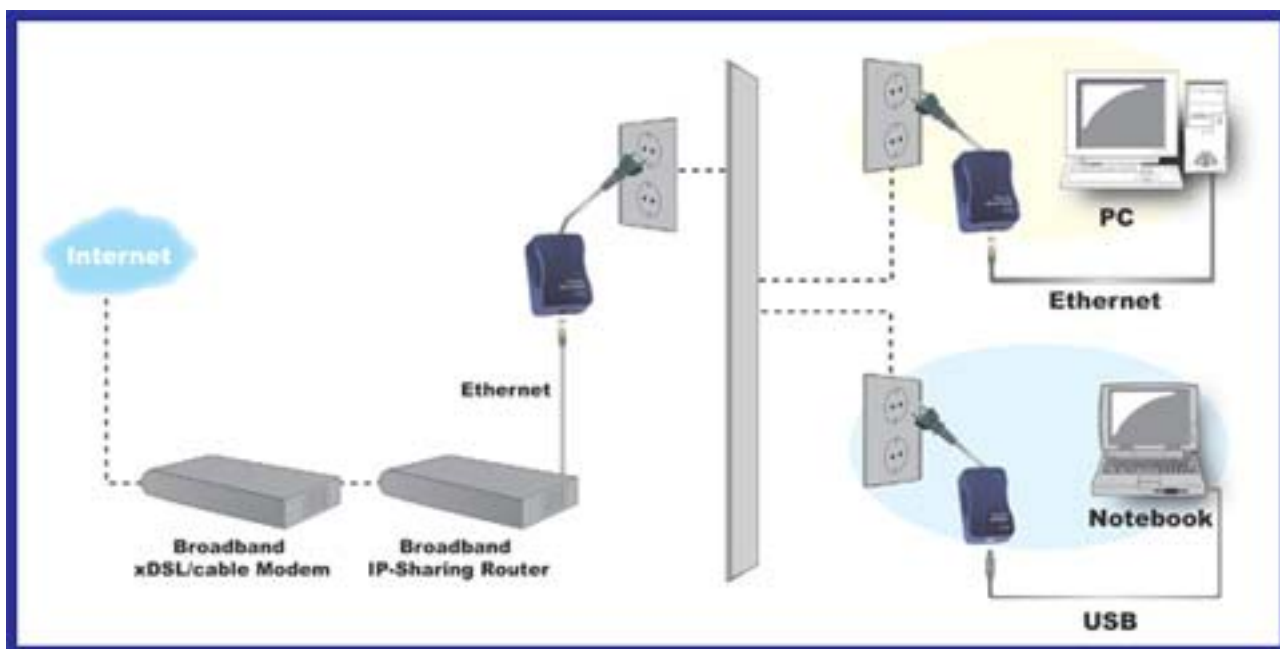 Internet
Ethernet
Broadband
xDSL/cable Modem
Broadband
IP-Sharing Router
PC
Ethernet
Notebook
USB